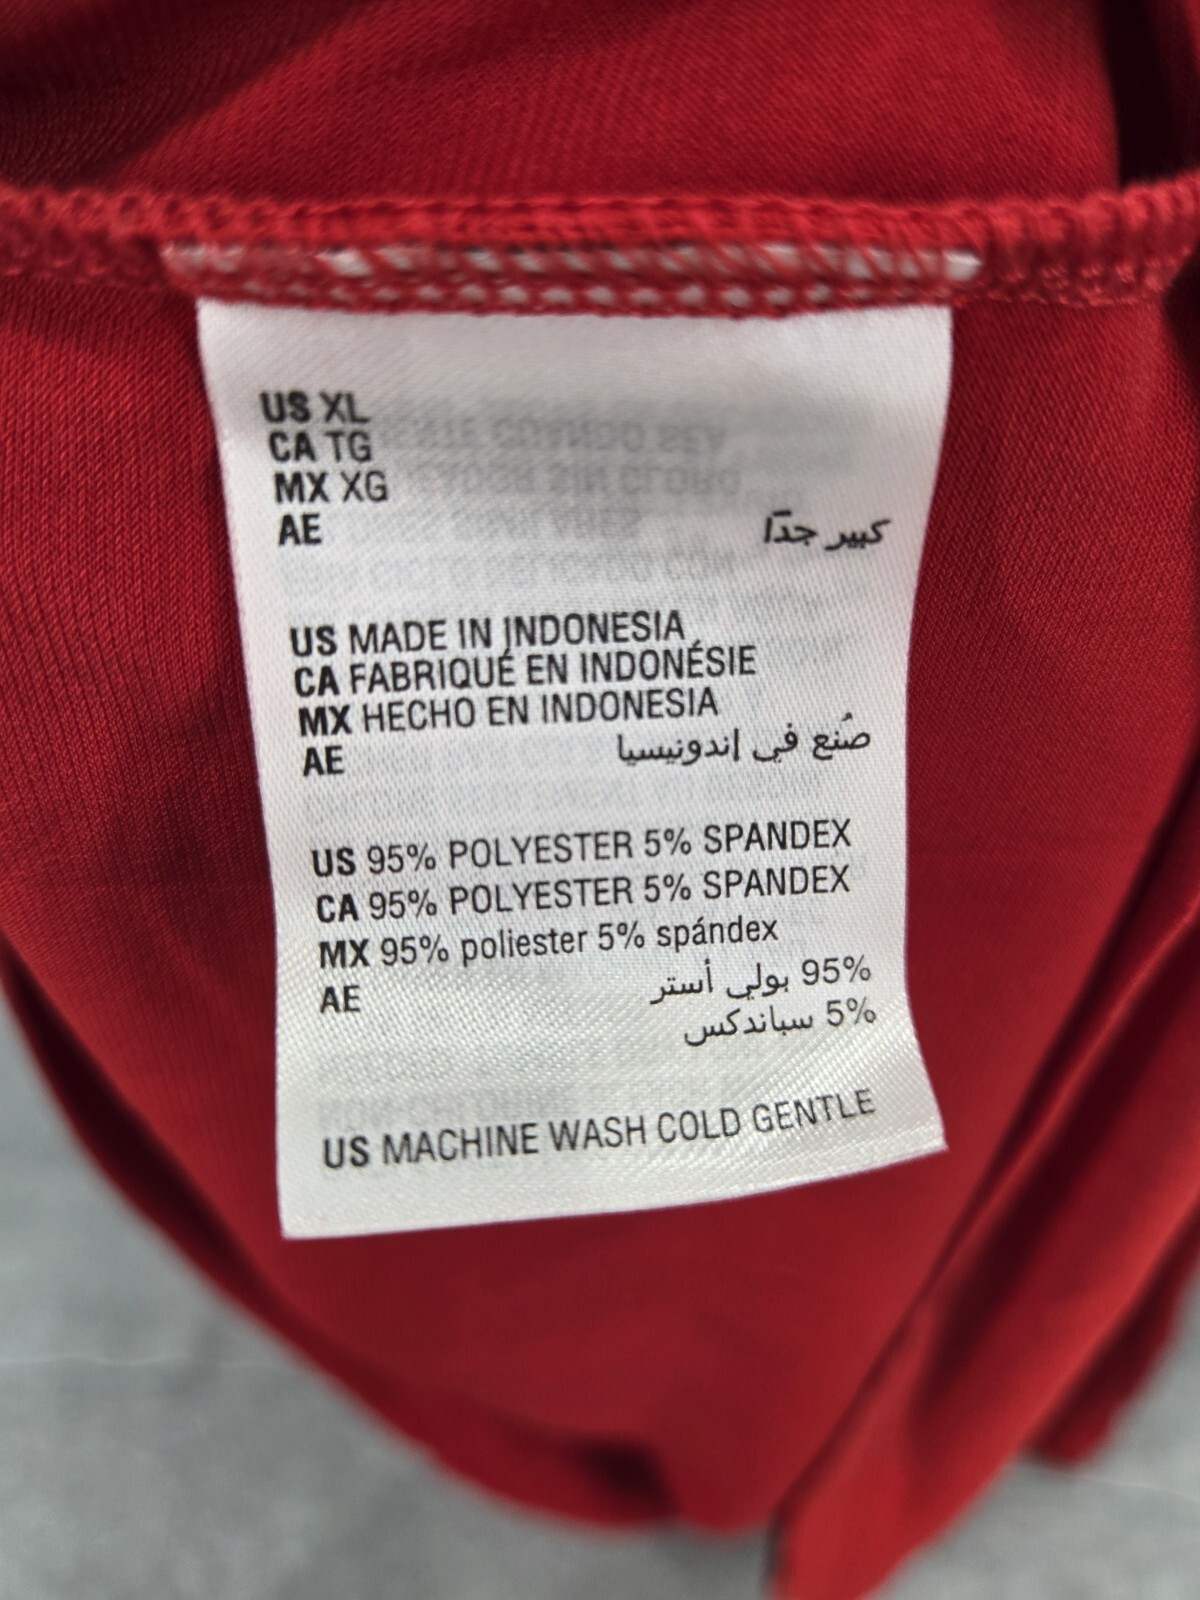 US XL
CA TG
MX XG
AE كبير جدًا
US MADE IN INDONESIA
CA FABRIQUÉ EN INDONÉSIE
MX HECHO EN INDONESIA
AE صُنع في إندونيسيا
US 95% POLYESTER 5% SPANDEX
CA 95% POLYESTER 5% SPANDEX
MX 95% poliester 5% spándex
AE 95% بولي أستر
5% سباندكس
US MACHINE WASH COLD GENTLE